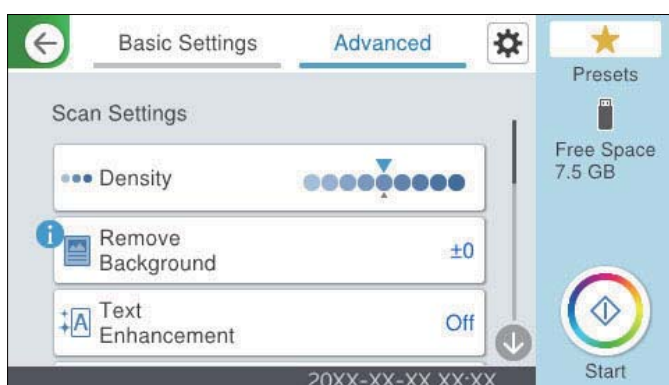 Basic Settings
Advanced
Presets
Free Space
7.5 GB
Scan Settings
Density
Remove
Background
±0
Text
Enhancement
Off
A
i
20XX-XX-XX XX:XX
Start